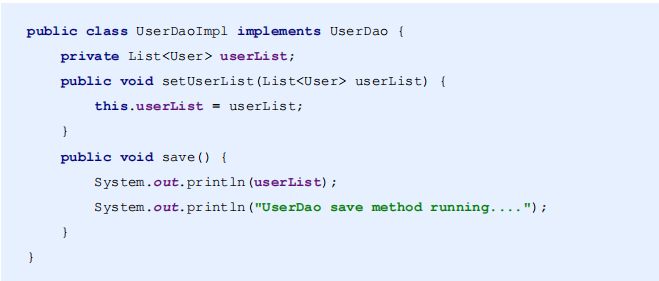 public class UserDaoImpl implements UserDao {
    private List<User> userList;
    public void setUserList(List<User> userList) {
        this.userList = userList;
    }
    public void save() {
        System.out.println(userList);
        System.out.println("UserDao save method running....");
    }
}